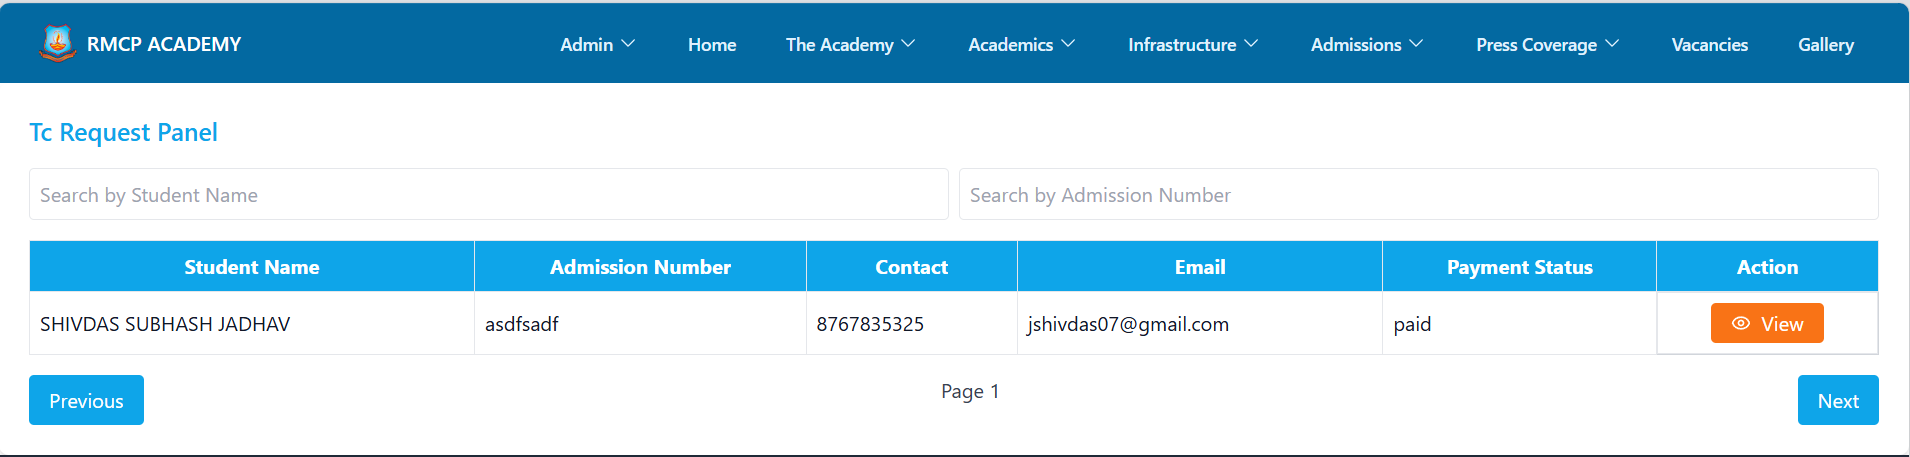 RMCP ACADEMY Admin Home The Academy Academics Infrastructure Admissions Press Coverage Vacancies Gallery
Tc Request Panel
Search by Student Name Search by Admission Number
Student Name Admission Number Contact Email Payment Status Action
SHIVDAS SUBHASH JADHAV asdfsadf 8767835325 jshivdas07@gmail.com paid View
Previous Page 1 Next